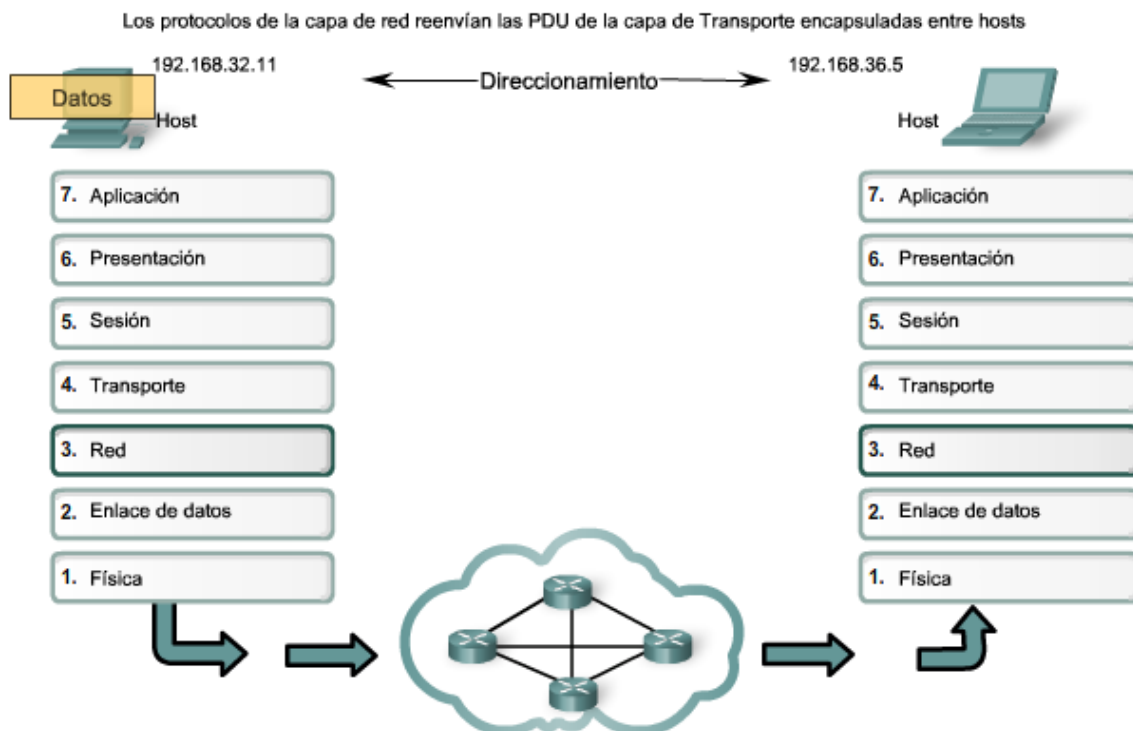 Los protocolos de la capa de red reenvían las PDU de la capa de Transporte encapsuladas entre hosts
192.168.32.11
Direccionamiento
192.168.36.5
Datos
Host
Host
7. Aplicación
6. Presentación
5. Sesión
4. Transporte
3. Red
2. Enlace de datos
1. Física
7. Aplicación
6. Presentación
5. Sesión
4. Transporte
3. Red
2. Enlace de datos
1. Física